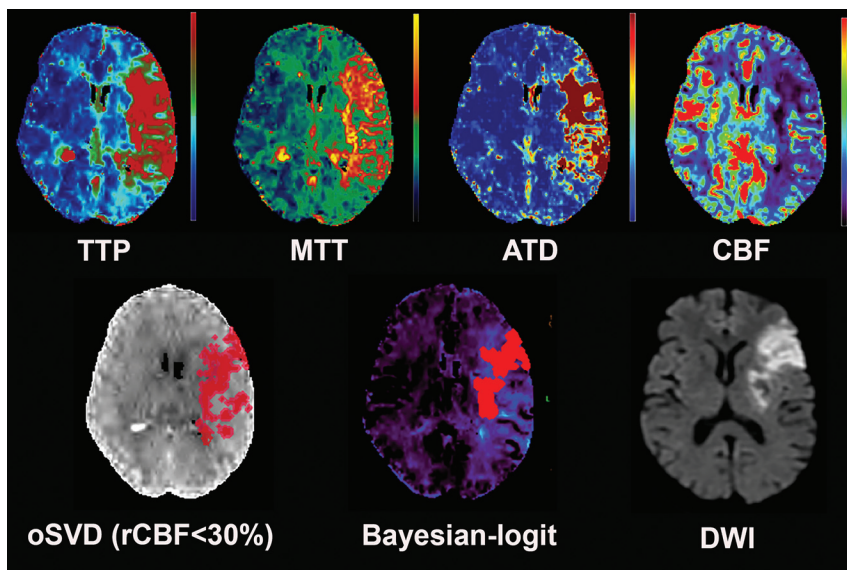 TTP
MTT
ATD
CBF
oSVD (rCBF<30%)
Bayesian-logit
DWI